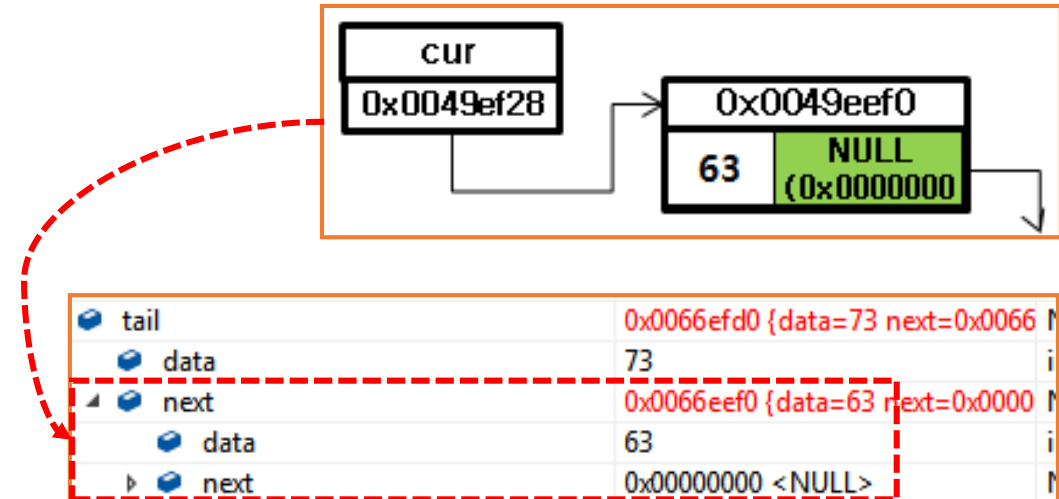 cur
0x0049ef28
0x0049eef0
63
NULL
(0x0000000
tail 0x0066efd0 {data=73 next=0x0066
data 73
next 0x0066eef0 {data=63 next=0x0000
data 63
next 0x00000000 <NULL>